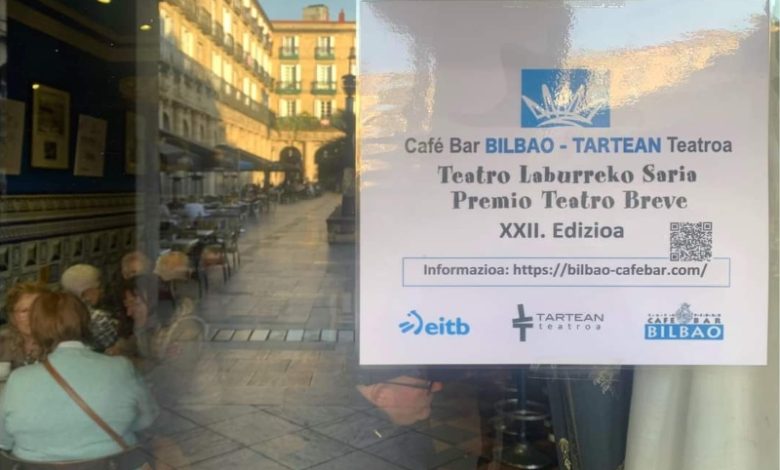 Café Bar BILBAO - TARTEAN Teatroa
Teatro Laburreko Saria
Premio Teatro Breve
XXII. Edizioa
Informazioa: https://bilbao-cafebar.com/
eitb
TARTEAN
teatroa
CAFE BAR
BILBAO